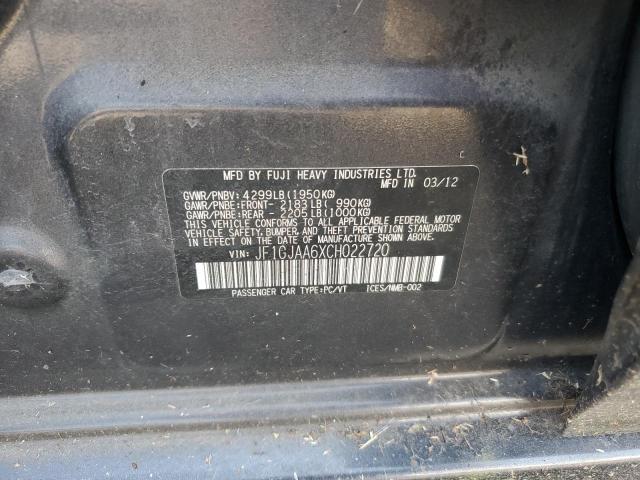 MFD BY FUJI HEAVY INDUSTRIES LTD.
MFD IN 03/12
GVWR/PNBV: 4299LB(1950KG)
GAWR/PNBE:FRONT- 2183LB( 990KG)
GAWR/PNBE:REAR - 2205LB(1000KG)
THIS VEHICLE CONFORMS TO ALL APPLICABLE FEDERAL MOTOR
VEHICLE SAFETY,BUMPER,AND THEFT PREVENTION STANDARDS
IN EFFECT ON THE DATE OF MANUFACTURE SHOWN ABOVE.
VIN: JF1GJAA6XCH022720
PASSENGER CAR TYPE:PC/VT ICES/NMB-002